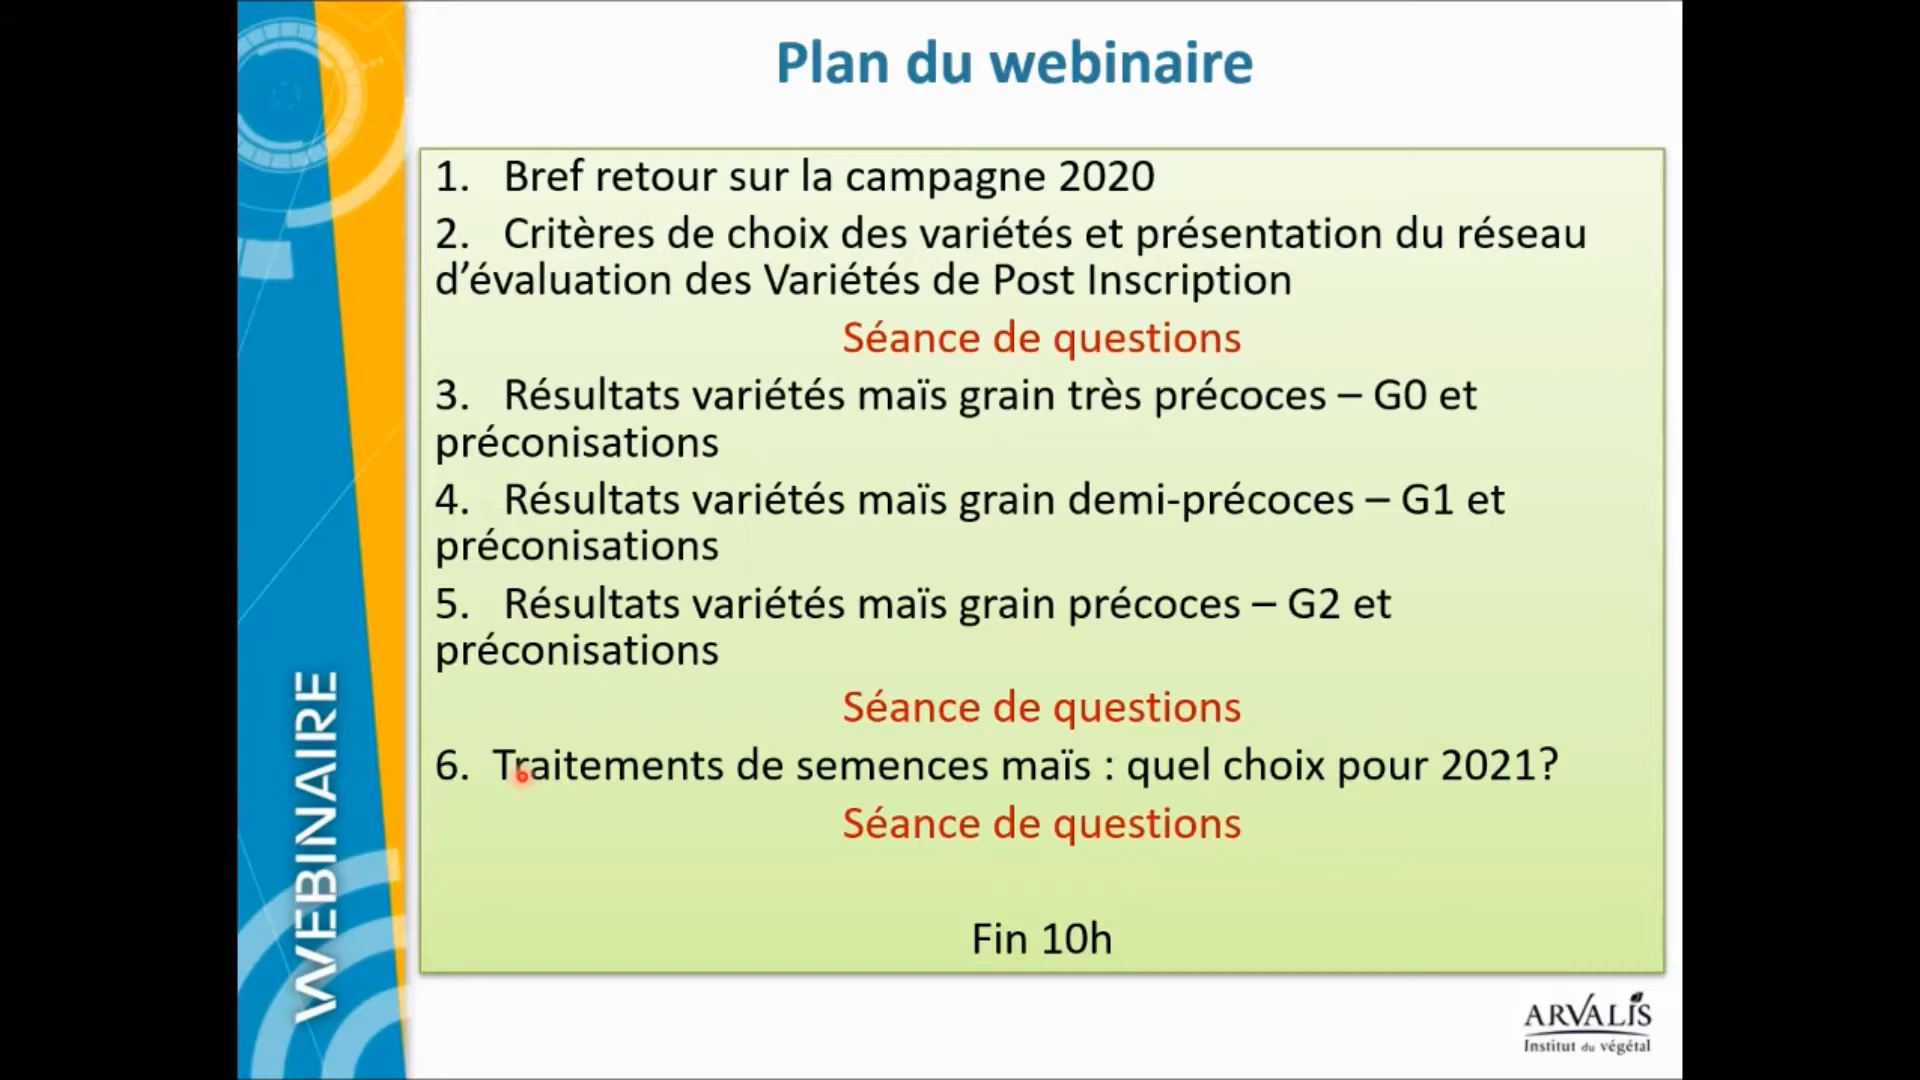 Plan du webinaire
1. Bref retour sur la campagne 2020
2. Critères de choix des variétés et présentation du réseau
d’évaluation des Variétés de Post Inscription
Séance de questions
3. Résultats variétés maïs grain très précoces – G0 et
préconisations
4. Résultats variétés maïs grain demi-précoces – G1 et
préconisations
5. Résultats variétés maïs grain précoces – G2 et
préconisations
Séance de questions
6. Traitements de semences maïs : quel choix pour 2021?
Séance de questions
Fin 10h
WEBINAIRE
ARVALIS
Institut du végétal